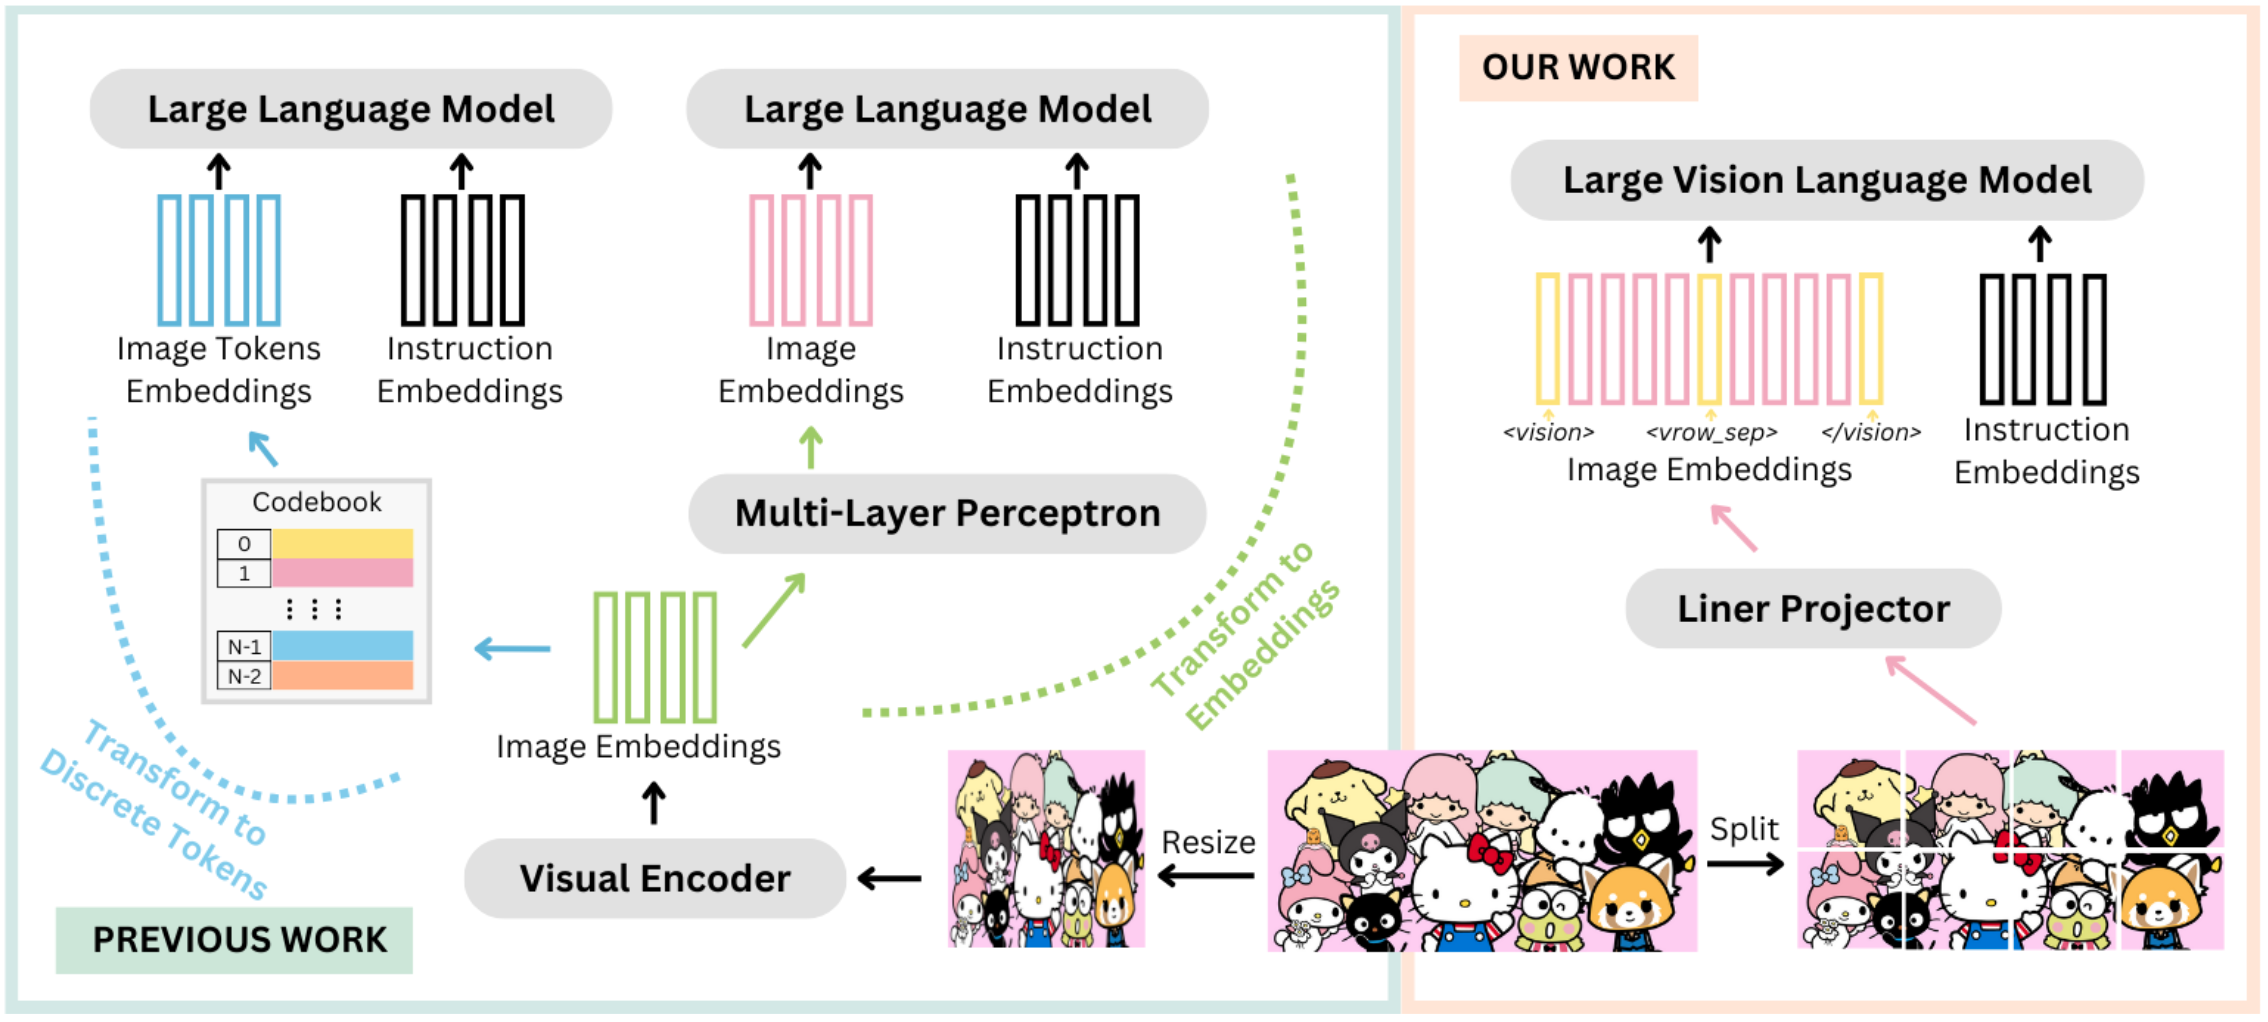 Large Language Model
Image Tokens
Embeddings
Instruction
Embeddings
Codebook
0
1
N-1
N-2
Transform to
Discrete Tokens
PREVIOUS WORK
Large Language Model
Image
Embeddings
Instruction
Embeddings
Multi-Layer Perceptron
Transform to
Embeddings
Image Embeddings
Visual Encoder
Resize
OUR WORK
Large Vision Language Model
<vision>
<vrow_sep>
</vision>
Image Embeddings
Instruction
Embeddings
Liner Projector
Split